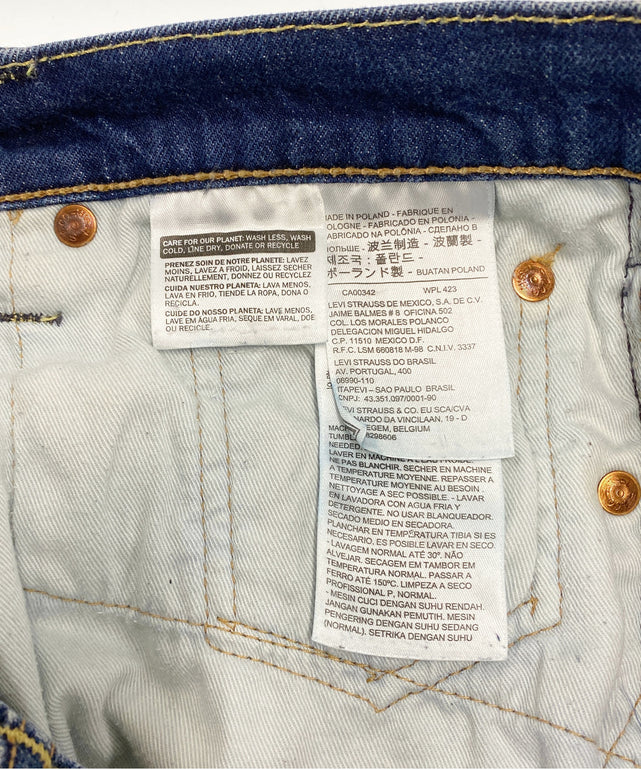 CARE FOR OUR PLANET: WASH LESS, WASH
COLD, LINE DRY, DONATE OR RECYCLE
PRENEZ SOIN DE NOTRE PLANETE: LAVEZ
MOINS, LAVEZ A FROID, LAISSEZ SECHER
NATURELLEMENT, DONNEZ OU RECYCLEZ
CUIDA NUESTRO PLANETA: LAVA MENOS,
LAVA EN FRIO, TIENDE LA ROPA, DONA O
RECICLA.
CUIDE DO NOSSO PLANETA: LAVE MENOS,
LAVE EM ÁGUA FRIA, SEQUE EM VARAL, DOE
OU RECICLE.
MADE IN POLAND - FABRIQUE EN
POLOGNE - FABRICADO EN POLONIA -
FABRICADO NA POLÔNIA - СДЕЛАНО В
ПОЛЬШЕ - 波兰制造 - 波蘭製 -
제조국 : 폴란드 -
ポーランド製 - BUATAN POLAND
CA00342 WPL 423
LEVI STRAUSS DE MEXICO, S.A. DE C.V.
JAIME BALMES # 8 OFICINA 502
COL. LOS MORALES POLANCO
DELEGACION MIGUEL HIDALGO
C.P. 11510 MEXICO D.F.
R.F.C. LSM 660818 M-98 C.N.I.V. 3337
LEVI STRAUSS DO BRASIL
AV. PORTUGAL, 400
06990-110
ITAPEVI – SAO PAULO BRASIL
CNPJ: 43.351.097/0001-90
LEVI STRAUSS & CO. EU SCA/CVA
LEONARDO DA VINCILAAN, 19 - D
EGEM, BELGIUM
8298606
MACH
TUMBL
NEEDED.
LAVER EN MACHINE A L'EAU FROIDE.
NE PAS BLANCHIR. SECHER EN MACHINE
A TEMPERATURE MOYENNE. REPASSER A
TEMPERATURE MOYENNE AU BESOIN.
NETTOYAGE A SEC POSSIBLE. - LAVAR
EN LAVADORA CON AGUA FRIA Y
DETERGENTE. NO USAR BLANQUEADOR.
SECADO MEDIO EN SECADORA.
PLANCHAR EN TEMPERATURA TIBIA SI ES
NECESARIO, ES POSIBLE LAVAR EN SECO.
- LAVAGEM NORMAL ATÉ 30º. NÃO
ALVEJAR. SECAGEM EM TAMBOR EM
TEMPERATURA NORMAL. PASSAR A
FERRO ATÉ 150ºC. LIMPEZA A SECO
PROFISSIONAL P, NORMAL.
- MESIN CUCI DENGAN SUHU RENDAH.
JANGAN GUNAKAN PEMUTIH. MESIN
PENGERING DENGAN SUHU SEDANG
(NORMAL). SETRIKA DENGAN SUHU